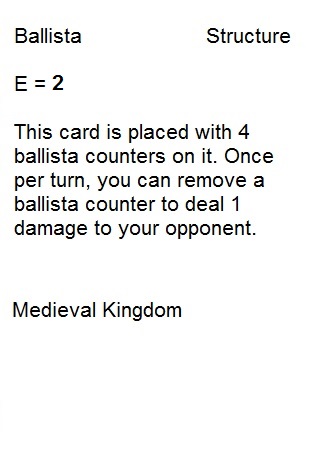 Ballista Structure
E = 2
This card is placed with 4
ballista counters on it. Once
per turn, you can remove a
ballista counter to deal 1
damage to your opponent.
Medieval Kingdom